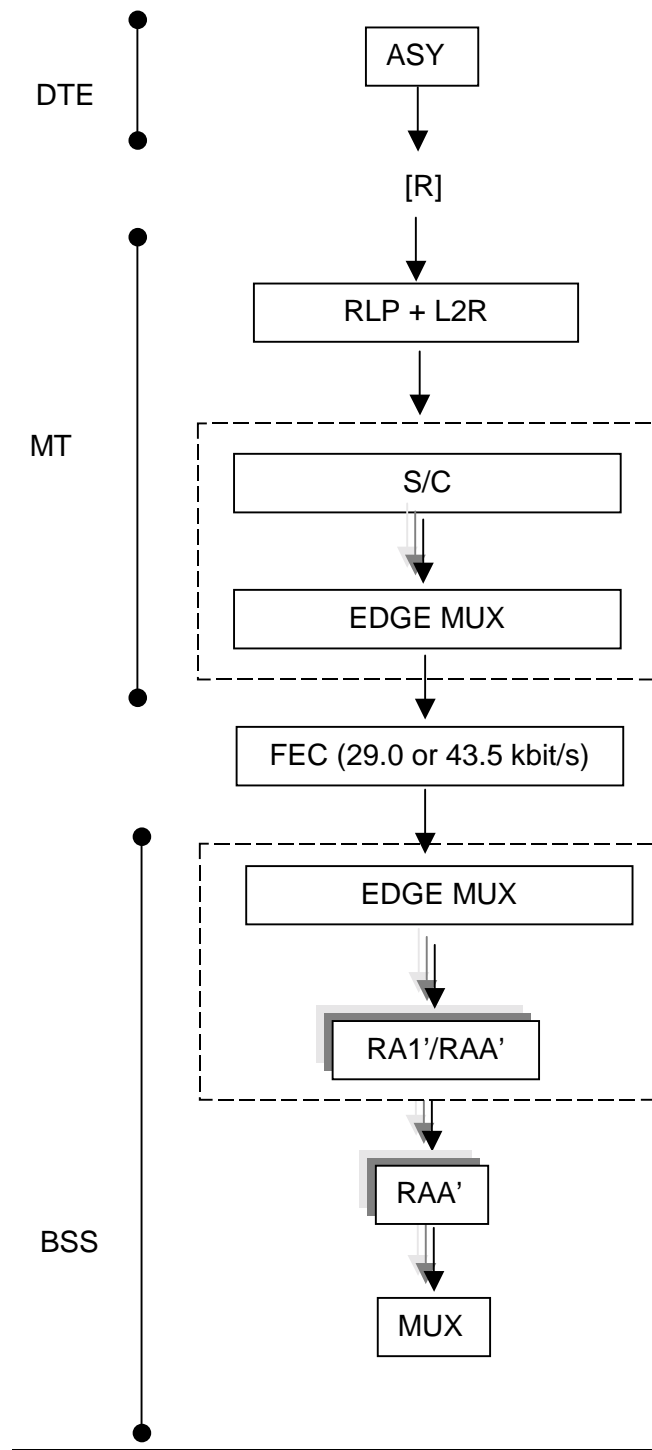 ASY
DTE
[R]
RLP + L2R
MT
S/C
EDGE MUX
FEC (29.0 or 43.5 kbit/s)
EDGE MUX
RA1’/RAA’
RAA’
BSS
MUX